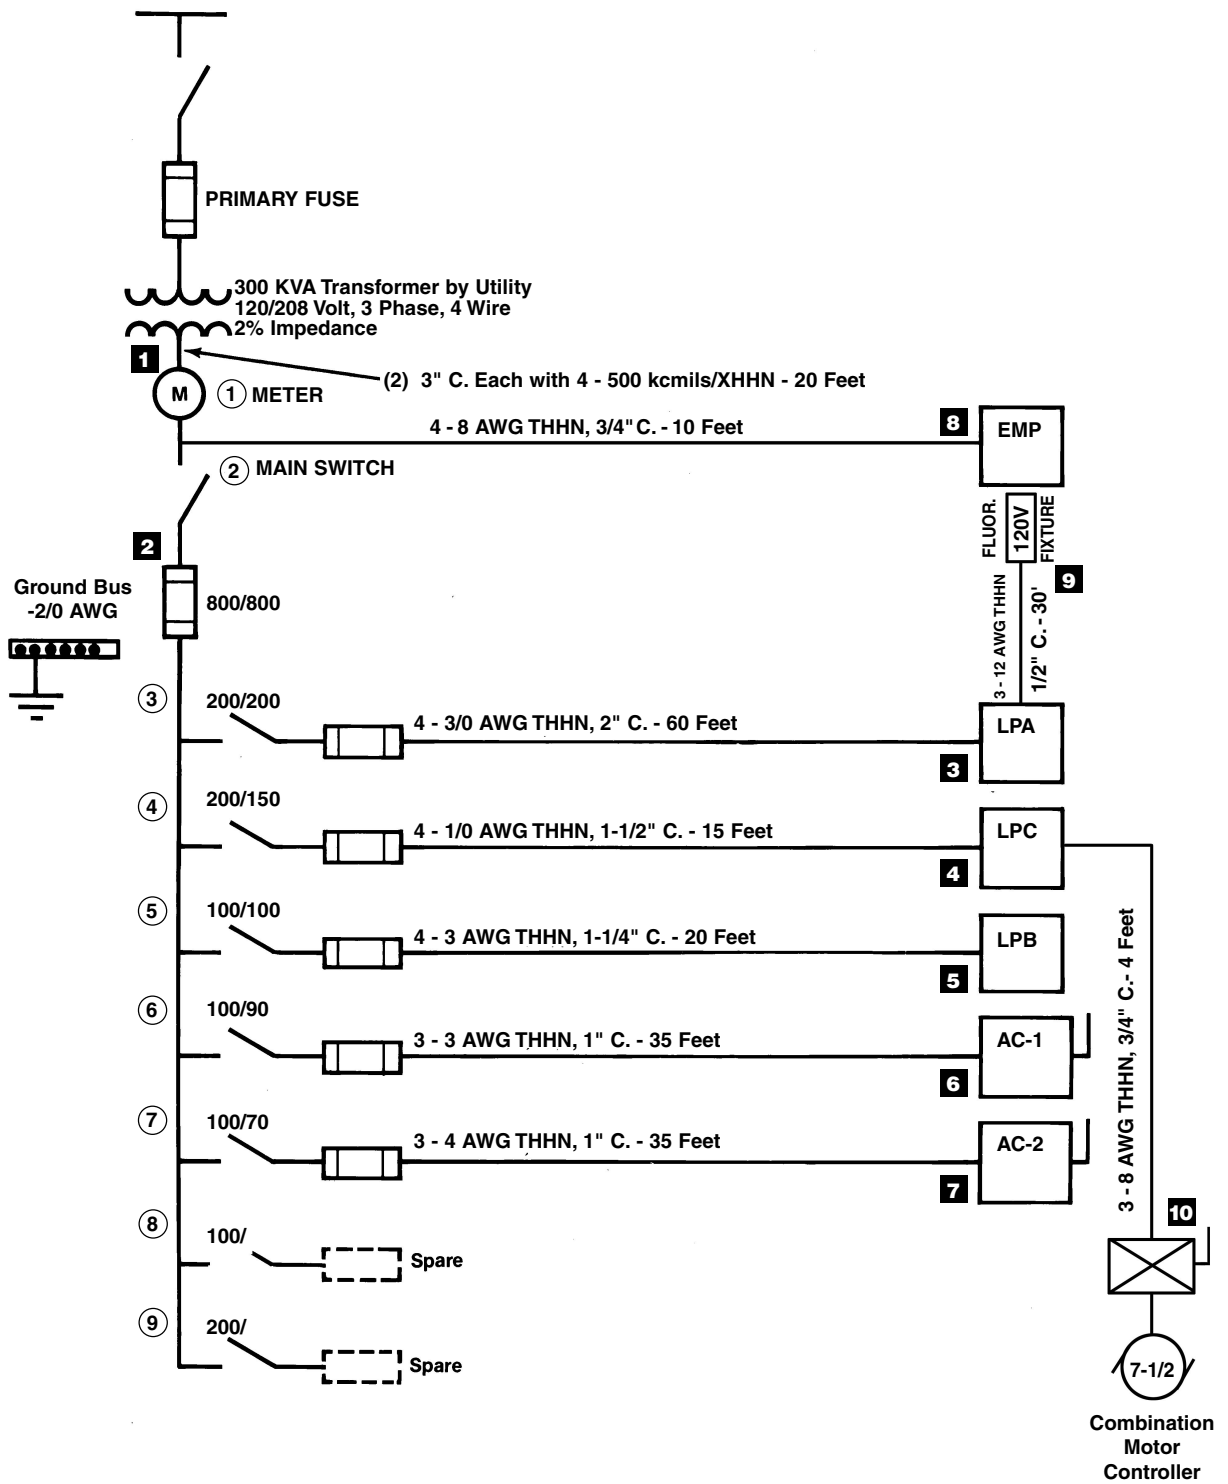 PRIMARY FUSE
300 KVA Transformer by Utility
120/208 Volt, 3 Phase, 4 Wire
2% Impedance
1
(2) 3" C. Each with 4 - 500 kcmils/XHHN - 20 Feet
M
1 METER
4 - 8 AWG THHN, 3/4" C. - 10 Feet
8
EMP
2 MAIN SWITCH
2
FLUOR.
120V
FIXTURE
9
Ground Bus
-2/0 AWG
800/800
3 - 12 AWG THHN
1/2" C. - 30'
3
200/200
4 - 3/0 AWG THHN, 2" C. - 60 Feet
LPA
3
4
200/150
4 - 1/0 AWG THHN, 1-1/2" C. - 15 Feet
LPC
4
5
100/100
4 - 3 AWG THHN, 1-1/4" C. - 20 Feet
LPB
5
3 - 8 AWG THHN, 3/4" C.- 4 Feet
6
100/90
3 - 3 AWG THHN, 1" C. - 35 Feet
AC-1
6
7
100/70
3 - 4 AWG THHN, 1" C. - 35 Feet
AC-2
7
10
8
100/
Spare
9
200/
Spare
7-1/2
Combination
Motor
Controller